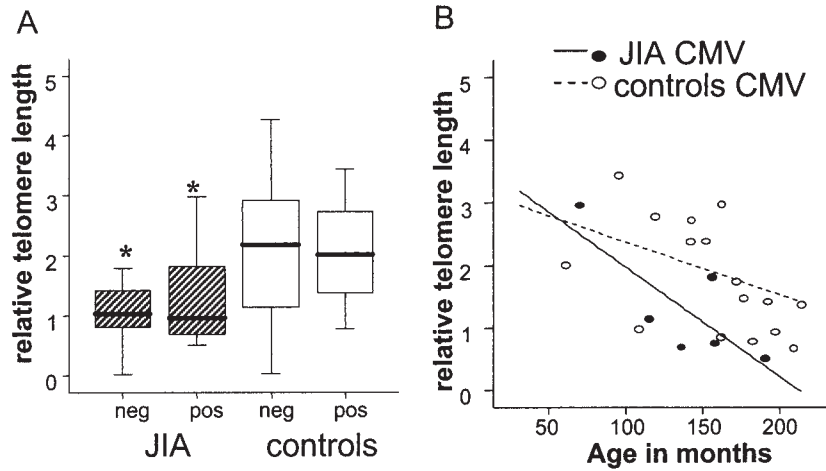 A
relative telomere length
5
4
3
2
1
0
*
*
neg pos neg pos
JIA controls
B
JIA CMV
controls CMV
relative telomere length
5
4
3
2
1
0
50 100 150 200
Age in months